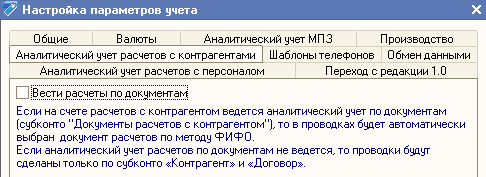 Настройка параметров учета
Общие Валюты Аналитический учет МПЗ Производство
Аналитический учет расчетов с контрагентами Шаблоны телефонов Обмен данными
Аналитический учет расчетов с персоналом Переход с редакции 1.0
Вести расчеты по документам
Если на счете расчетов с контрагентом ведется аналитический учет по документам
(субконто "Документы расчетов с контрагентом"), то в проводках будет автоматически
выбран документ расчетов по методу ФИФО.
Если аналитический учет расчетов по документам не ведется, то проводки будут
сделаны только по субконто «Контрагент» и «Договор».